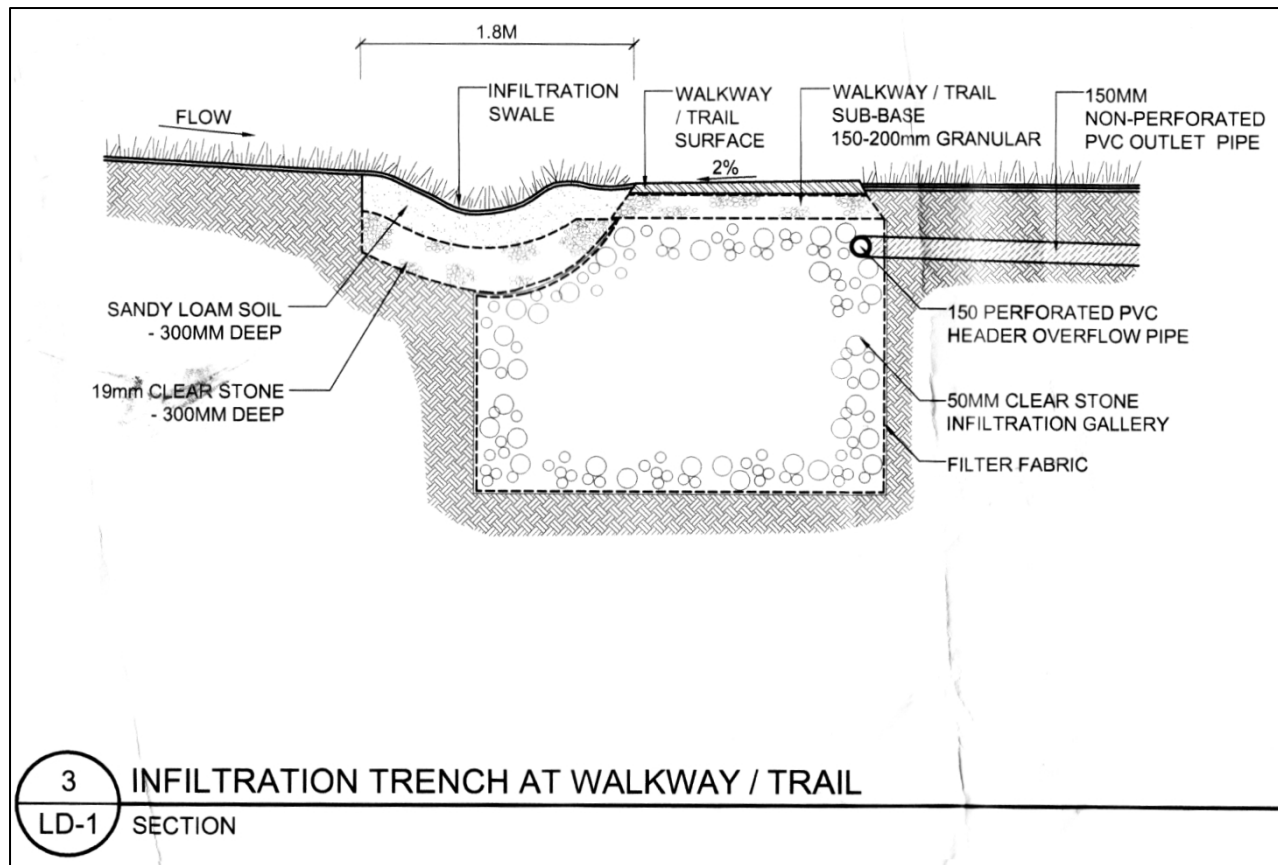 1.8M
FLOW
INFILTRATION
SWALE
WALKWAY
/ TRAIL
SURFACE
2%
WALKWAY / TRAIL
SUB-BASE
150-200mm GRANULAR
150MM
NON-PERFORATED
PVC OUTLET PIPE
SANDY LOAM SOIL
- 300MM DEEP
19mm CLEAR STONE
- 300MM DEEP
150 PERFORATED PVC
HEADER OVERFLOW PIPE
50MM CLEAR STONE
INFILTRATION GALLERY
FILTER FABRIC
3
LD-1
INFILTRATION TRENCH AT WALKWAY / TRAIL
SECTION